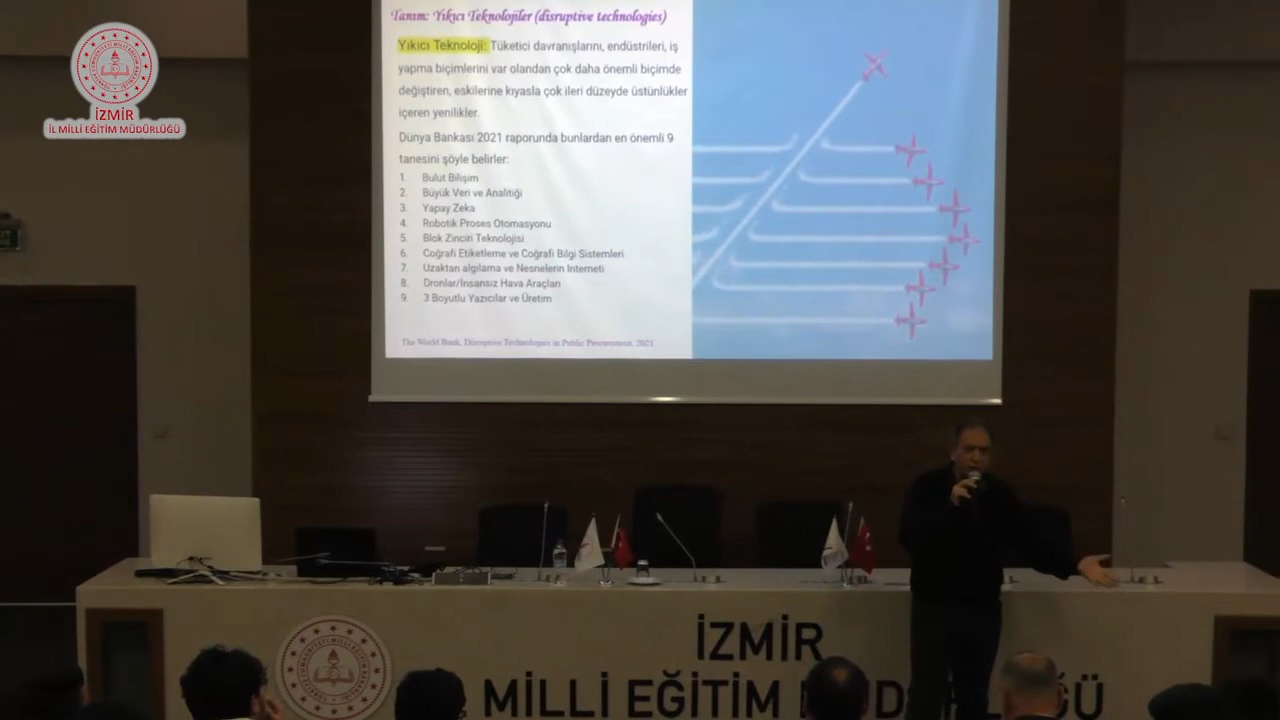 Tanım: Yıkıcı Teknolojiler (disruptive technologies)
Yıkıcı Teknoloji: Tüketici davranışlarını, endüstrileri, iş
yapma biçimlerini var olandan çok daha önemli biçimde
değiştiren, eskilerine kıyasla çok ileri düzeyde üstünlükler
içeren yenilikler.
Dünya Bankası 2021 raporunda bunlardan en önemli 9
tanesini şöyle belirler:
1. Bulut Bilişim
2. Büyük Veri ve Analitiği
3. Yapay Zeka
4. Robotik Proses Otomasyonu
5. Blok Zinciri Teknolojisi
6. Coğrafi Etiketleme ve Coğrafi Bilgi Sistemleri
7. Uzaktan algılama ve Nesnelerin İnterneti
8. Dronlar/İnsansız Hava Araçları
9. 3 Boyutlu Yazıcılar ve Üretim
The World Bank, Disruptive Technologies in Public Procurement, 2021
İZMİR
İL MİLLİ EĞİTİM MÜDÜRLÜĞÜ
İZMİR
MİLLİ EĞİTİM M D RL ĞÜ